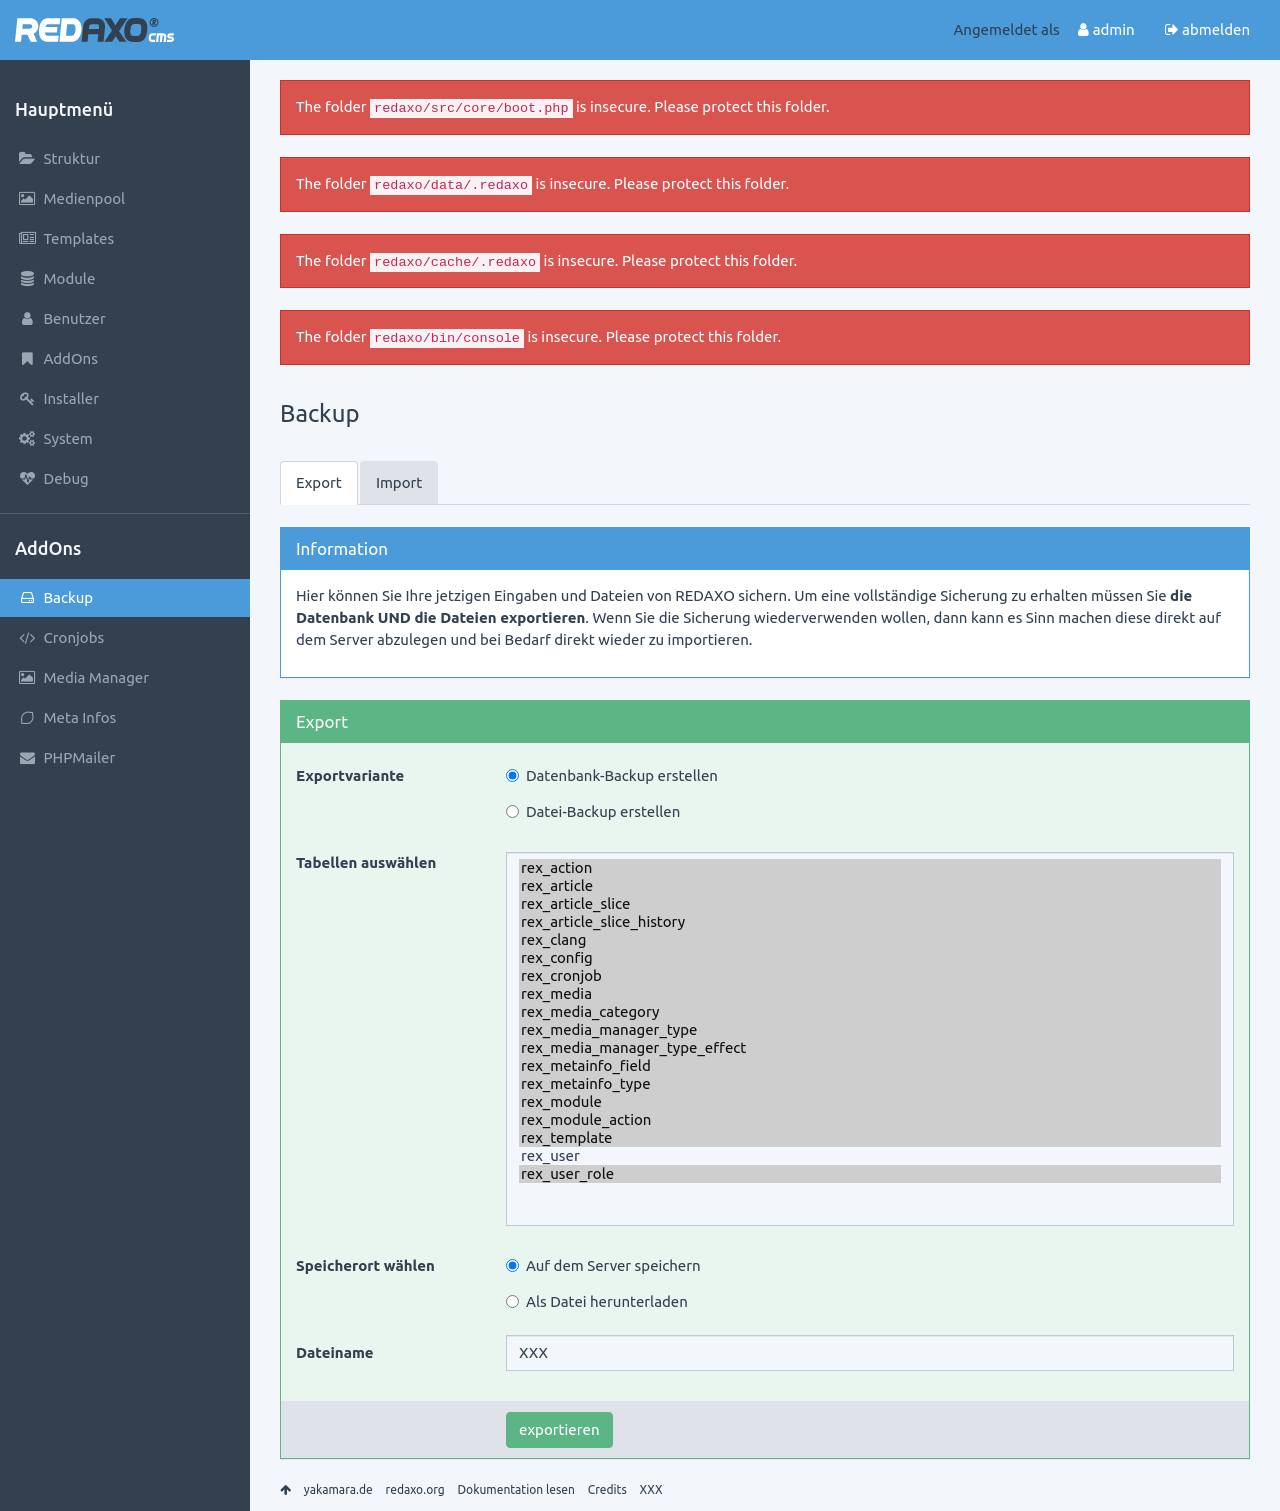 REDAXO® cms
Angemeldet als admin abmelden
Hauptmenü
Struktur
Medienpool
Templates
Module
Benutzer
AddOns
Installer
System
Debug
AddOns
Backup
Cronjobs
Media Manager
Meta Infos
PHPMailer
The folder redaxo/src/core/boot.php is insecure. Please protect this folder.
The folder redaxo/data/.redaxo is insecure. Please protect this folder.
The folder redaxo/cache/.redaxo is insecure. Please protect this folder.
The folder redaxo/bin/console is insecure. Please protect this folder.
Backup
Export Import
Information
Hier können Sie Ihre jetzigen Eingaben und Dateien von REDAXO sichern. Um eine vollständige Sicherung zu erhalten müssen Sie die
Datenbank UND die Dateien exportieren. Wenn Sie die Sicherung wiederverwenden wollen, dann kann es Sinn machen diese direkt auf
dem Server abzulegen und bei Bedarf direkt wieder zu importieren.
Export
Exportvariante Datenbank-Backup erstellen
Datei-Backup erstellen
Tabellen auswählen
rex_action
rex_article
rex_article_slice
rex_article_slice_history
rex_clang
rex_config
rex_cronjob
rex_media
rex_media_category
rex_media_manager_type
rex_media_manager_type_effect
rex_metainfo_field
rex_metainfo_type
rex_module
rex_module_action
rex_template
rex_user
rex_user_role
Speicherort wählen Auf dem Server speichern
Als Datei herunterladen
Dateiname XXX
exportieren
yakamara.de redaxo.org Dokumentation lesen Credits XXX